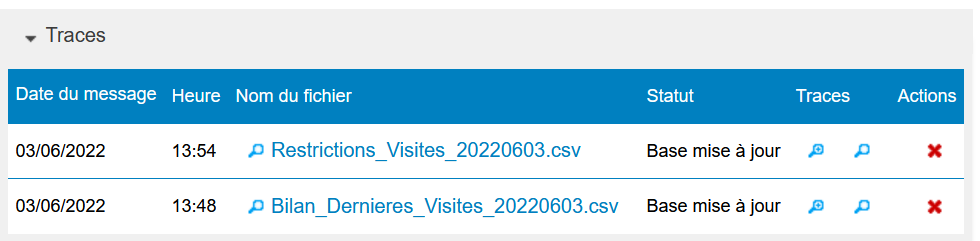 Traces
Date du message Heure Nom du fichier Statut Traces Actions
03/06/2022 13:54 Restrictions_Visites_20220603.csv Base mise à jour
03/06/2022 13:48 Bilan_Dernieres_Visites_20220603.csv Base mise à jour